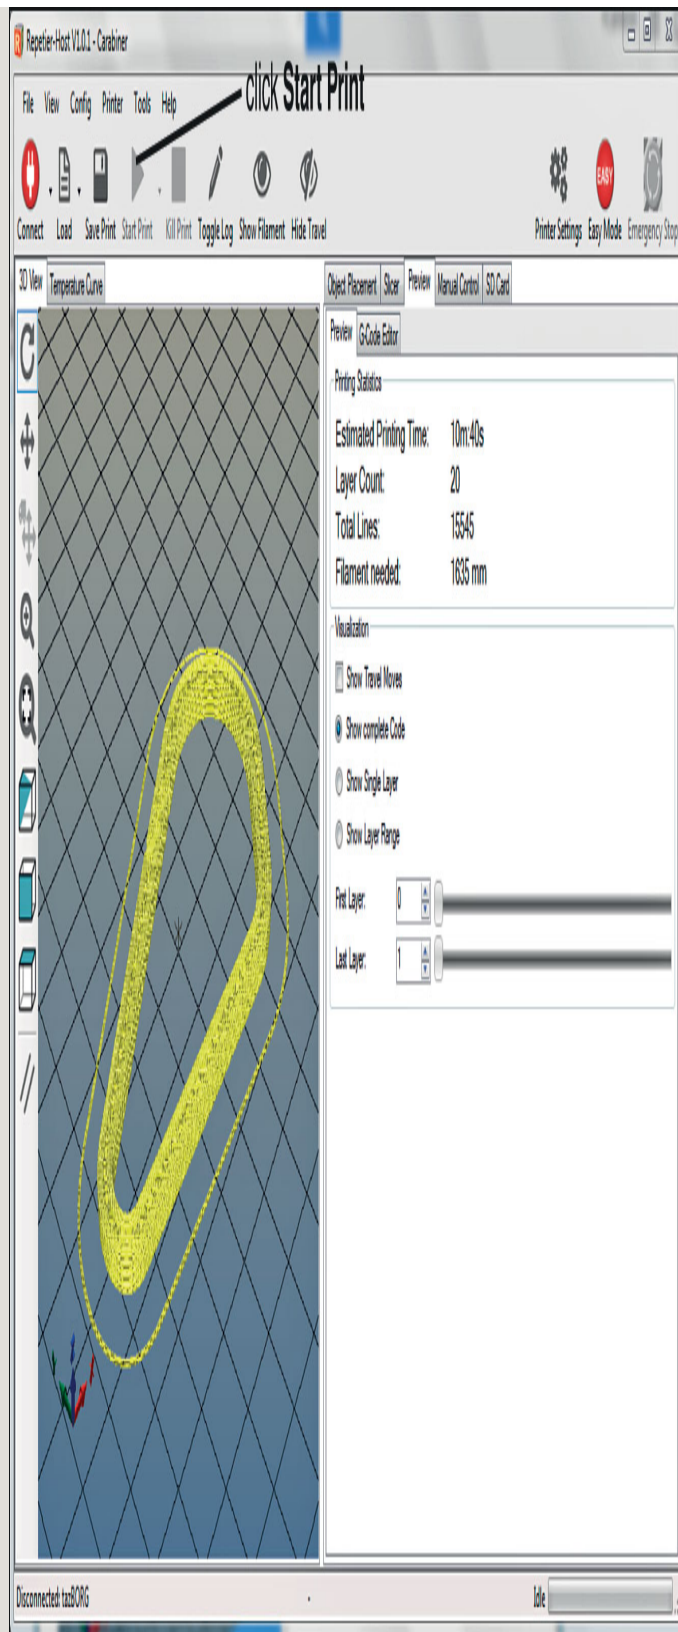 Repetier-Host V1.0.1 - Carabiner
click Start Print
File View Config Printer Tools Help
EASY
Connect Load Save Print Start Print Kill Print Toggle Log Show Filament Hide Travel Printer Settings Easy Mode Emergency Stop
3D View Temperature Curve Object Placement Slicer Preview Manual Control SD Card
Preview G-Code Editor
Printing Statistics
Estimated Printing Time: 10m:40s
Layer Count: 20
Total Lines: 15545
Filament needed: 1635 mm
Visualization
Show Travel Moves
Show complete Code
Show Single Layer
Show Layer Range
First Layer: 0
Last Layer: 1
Disconnected: tazBORG - Idle